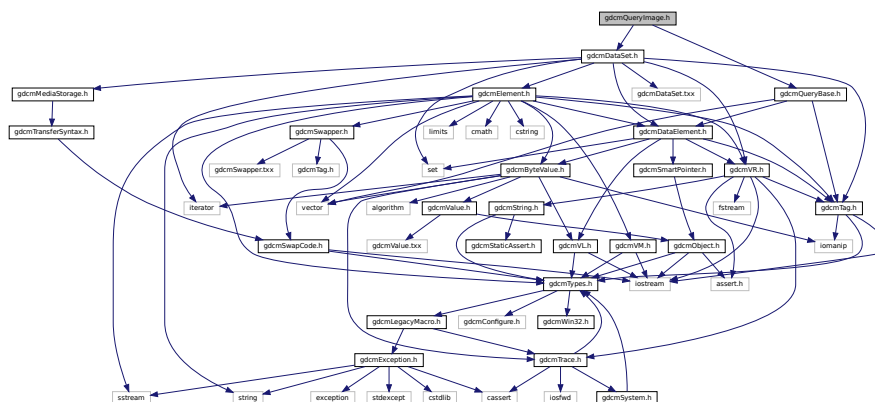 gdcmQueryImage.h
gdcmDataSet.h
gdcmMediaStorage.h
gdcmElement.h
gdcmDataSet.txx
gdcmQueryBase.h
gdcmTransferSyntax.h
gdcmSwapper.h
limits
cmath
cstring
gdcmDataElement.h
gdcmSwapper.txx
gdcmTag.h
set
gdcmByteValue.h
gdcmSmartPointer.h
gdcmVR.h
iterator
vector
algorithm
gdcmValue.h
gdcmString.h
fstream
gdcmTag.h
gdcmSwapCode.h
gdcmValue.txx
gdcmStaticAssert.h
gdcmVL.h
gdcmVM.h
gdcmObject.h
iomanip
gdcmTypes.h
iostream
assert.h
gdcmLegacyMacro.h
gdcmConfigure.h
gdcmWin32.h
gdcmException.h
gdcmTrace.h
sstream
string
exception
stdexcept
cstdlib
cassert
iosfwd
gdcmSystem.h